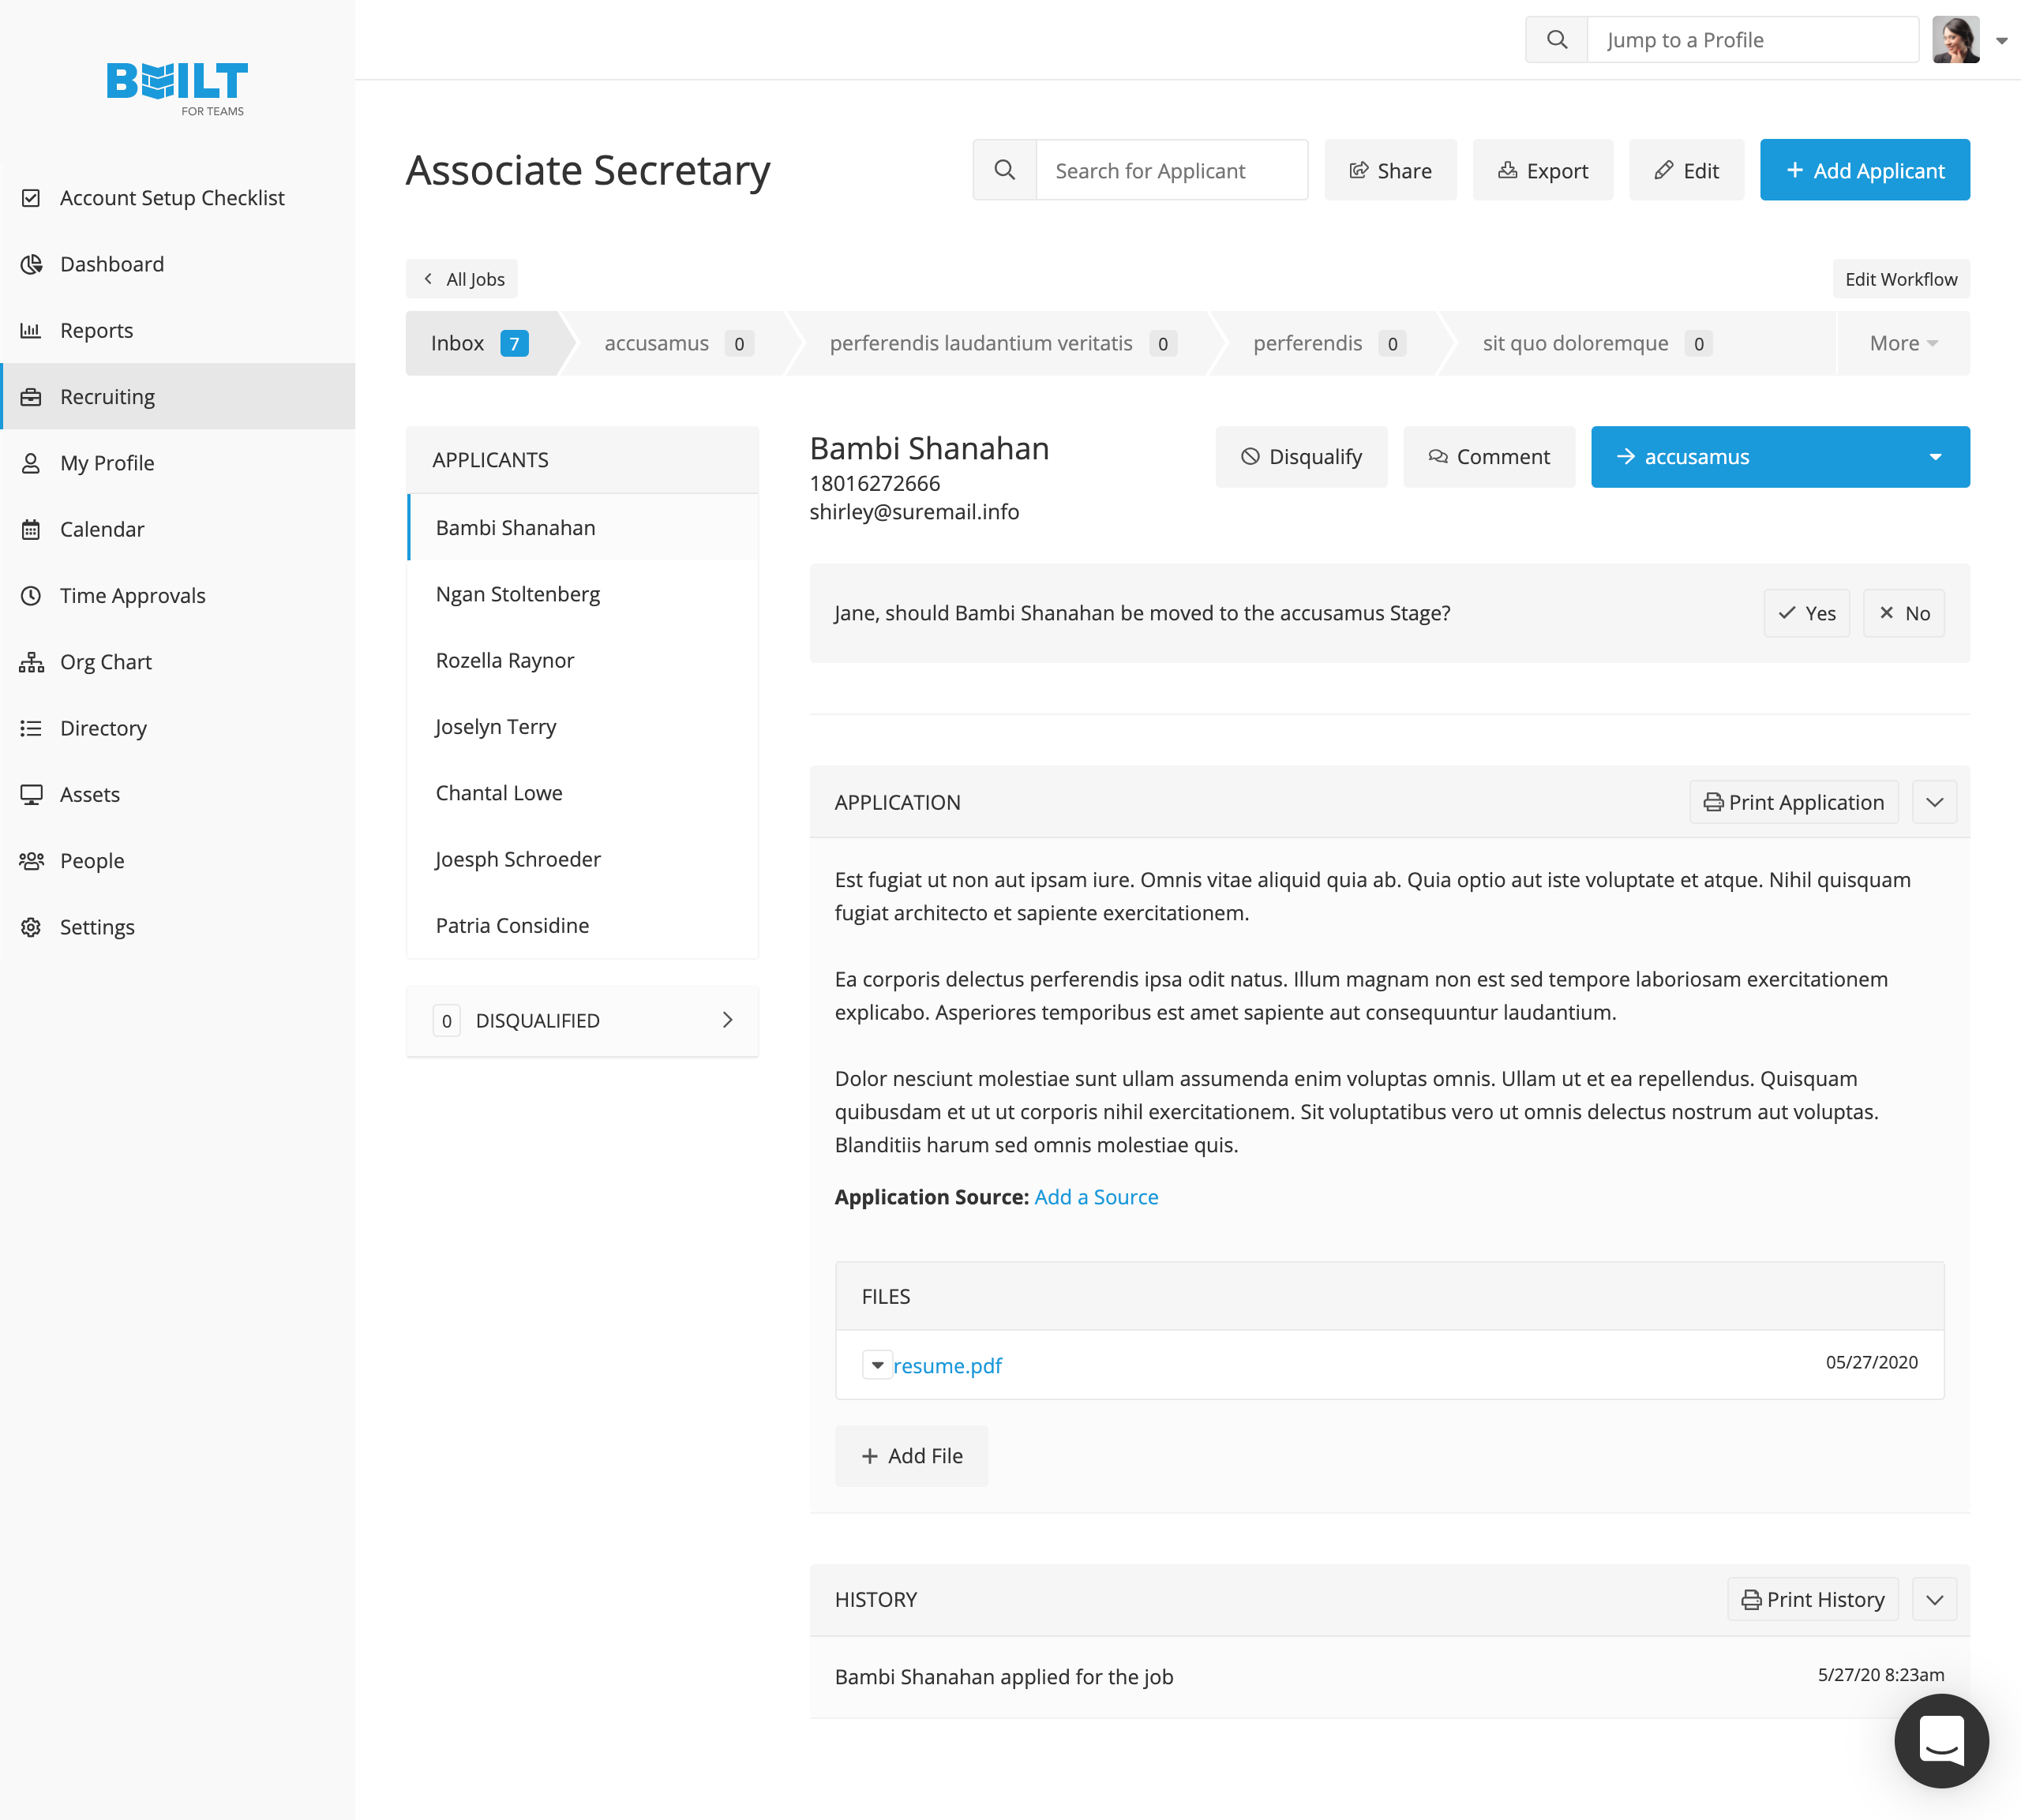 BUILT
FOR TEAMS
Jump to a Profile
Account Setup Checklist
Dashboard
Reports
Recruiting
My Profile
Calendar
Time Approvals
Org Chart
Directory
Assets
People
Settings
Associate Secretary
Search for Applicant
Share
Export
Edit
Add Applicant
All Jobs
Edit Workflow
Inbox 7
accusamus 0
perferendis laudantium veritatis 0
perferendis 0
sit quo doloremque 0
More
APPLICANTS
Bambi Shanahan
Ngan Stoltenberg
Rozella Raynor
Joselyn Terry
Chantal Lowe
Joesph Schroeder
Patria Considine
0 DISQUALIFIED
Bambi Shanahan
18016272666
shirley@suremail.info
Disqualify
Comment
accusamus
Jane, should Bambi Shanahan be moved to the accusamus Stage?
Yes
No
APPLICATION
Print Application
Est fugiat ut non aut ipsam iure. Omnis vitae aliquid quia ab. Quia optio aut iste voluptate et atque. Nihil quisquam
fugiat architecto et sapiente exercitationem.
Ea corporis delectus perferendis ipsa odit natus. Illum magnam non est sed tempore laboriosam exercitationem
explicabo. Asperiores temporibus est amet sapiente aut consequuntur laudantium.
Dolor nesciunt molestiae sunt ullam assumenda enim voluptas omnis. Ullam ut et ea repellendus. Quisquam
quibusdam et ut ut corporis nihil exercitationem. Sit voluptatibus vero ut omnis delectus nostrum aut voluptas.
Blanditiis harum sed omnis molestiae quis.
Application Source: Add a Source
FILES
resume.pdf
05/27/2020
Add File
HISTORY
Print History
Bambi Shanahan applied for the job
5/27/20 8:23am